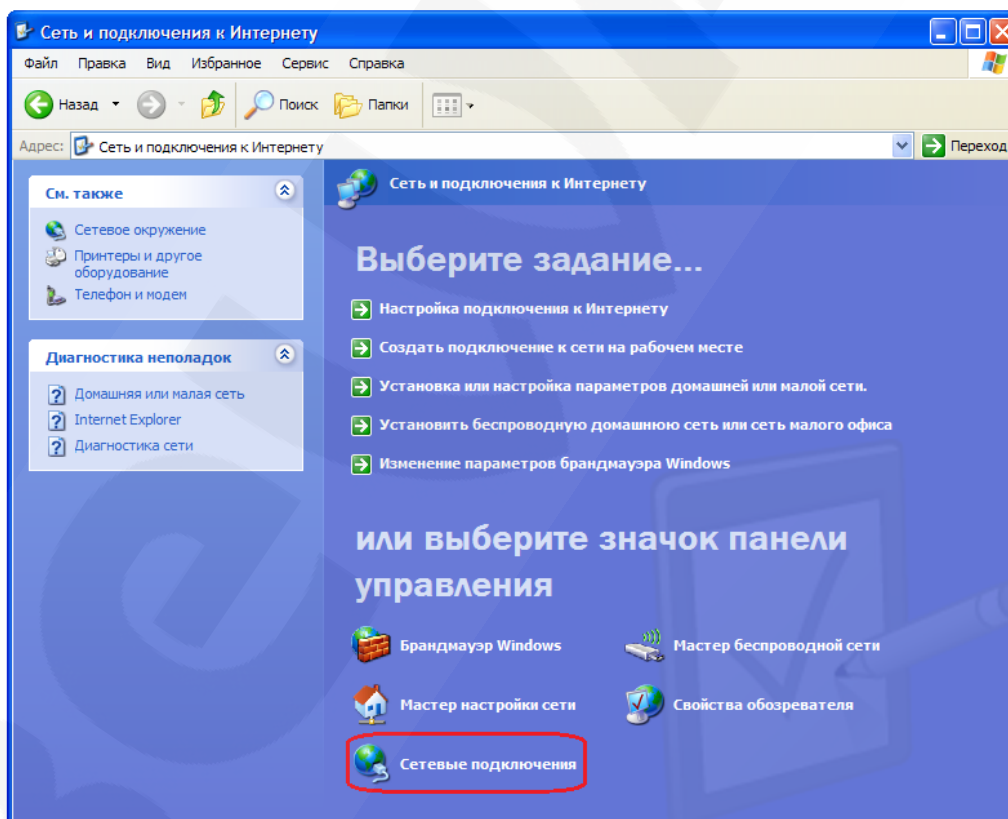 Сеть и подключения к Интернету
Файл Правка Вид Избранное Сервис Справка
Назад Поиск Папки
Адрес: Сеть и подключения к Интернету Переход
См. также
Сетевое окружение
Принтеры и другое
оборудование
Телефон и модем
Диагностика неполадок
Домашняя или малая сеть
Internet Explorer
Диагностика сети
Сеть и подключения к Интернету
Выберите задание...
Настройка подключения к Интернету
Создать подключение к сети на рабочем месте
Установка или настройка параметров домашней или малой сети.
Установить беспроводную домашнюю сеть или сеть малого офиса
Изменение параметров брандмауэра Windows
или выберите значок панели
управления
Брандмауэр Windows Мастер беспроводной сети
Мастер настройки сети Свойства обозревателя
Сетевые подключения